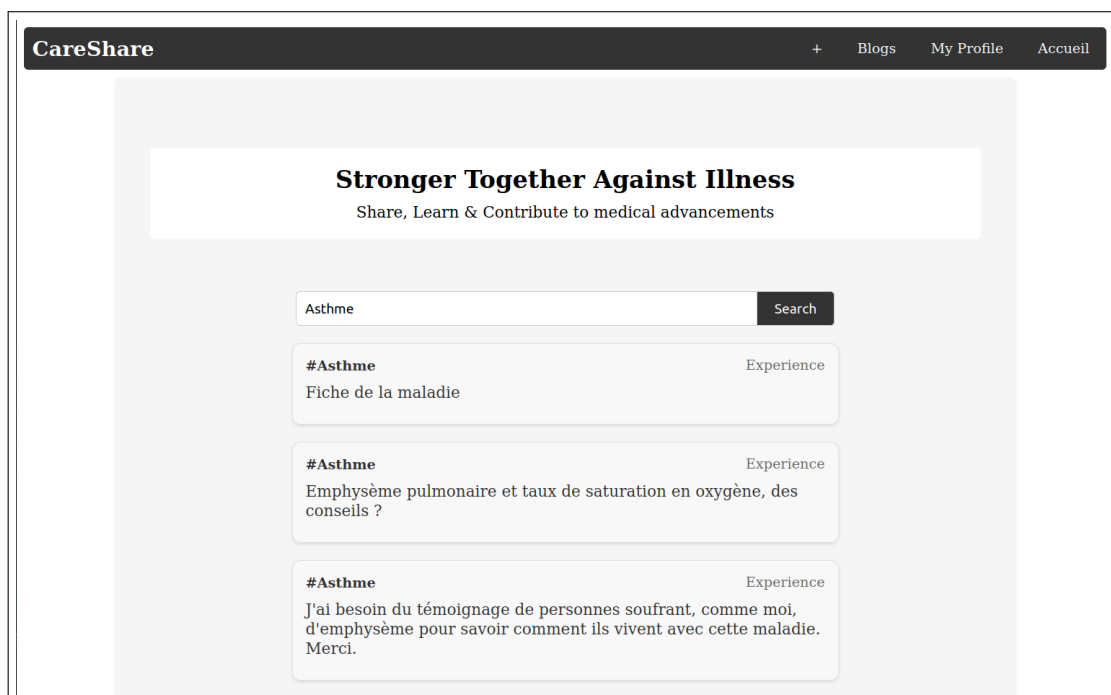 CareShare + Blogs My Profile Accueil
Stronger Together Against Illness
Share, Learn & Contribute to medical advancements
Asthme Search
#Asthme Experience
Fiche de la maladie
#Asthme Experience
Emphysème pulmonaire et taux de saturation en oxygène, des
conseils ?
#Asthme Experience
J'ai besoin du témoignage de personnes soufrant, comme moi,
d'emphysème pour savoir comment ils vivent avec cette maladie.
Merci.